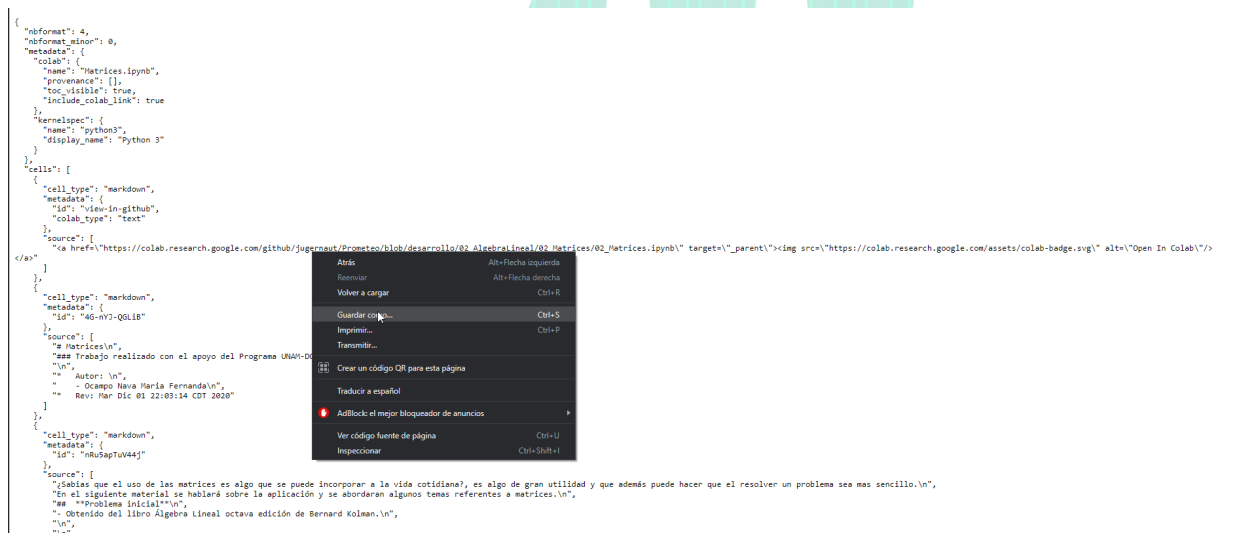 {
"nbformat": 4,
"nbformat_minor": 0,
"metadata": {
"colab": {
"name": "Matrices.ipynb",
"provenance": [],
"toc_visible": true,
"include_colab_link": true
},
"kernelspec": {
"name": "python3",
"display_name": "Python 3"
}
},
"cells": [
{
"cell_type": "markdown",
"metadata": {
"id": "view-in-github",
"colab_type": "text"
},
"source": [
"<a href=\"https://colab.research.google.com/github/jugernaut/Prometeo/blob/desarrollo/02_AlgebraLineal/02_Matrices/02_Matrices.ipynb\" target=\"_parent\"><img src=\"https://colab.research.google.com/assets/colab-badge.svg\" alt=\"Open In Colab\"/>
</a>"
]
},
{
"cell_type": "markdown",
"metadata": {
"id": "4G-nYJ-QGLiB"
},
"source": [
"# Matrices\n",
"### Trabajo realizado con el apoyo del Programa UNAM-DG
"\n",
"* Autor: \n",
" - Ocampo Nava Maria Fernanda\n",
"* Rev: Mar Dic 01 22:03:14 CDT 2020"
]
},
{
"cell_type": "markdown",
"metadata": {
"id": "nRu5apTuV44j"
},
"source": [
"¿Sabias que el uso de las matrices es algo que se puede incorporar a la vida cotidiana?, es algo de gran utilidad y que además puede hacer que el resolver un problema sea mas sencillo.\n",
"En el siguiente material se hablará sobre la aplicación y se abordaran algunos temas referentes a matrices.\n",
"## **Problema inicial**\n",
"- Obtenido del libro Álgebra Lineal octava edición de Bernard Kolman.\n",
"\n",
Atrás Alt+Flecha izquierda
Reenviar Alt+Flecha derecha
Volver a cargar Ctrl+R
Guardar como... Ctrl+S
Imprimir... Ctrl+P
Transmitir...
Crear un código QR para esta página
Traducir a español
AdBlock: el mejor bloqueador de anuncios
Ver código fuente de página Ctrl+U
Inspeccionar Ctrl+Shift+I